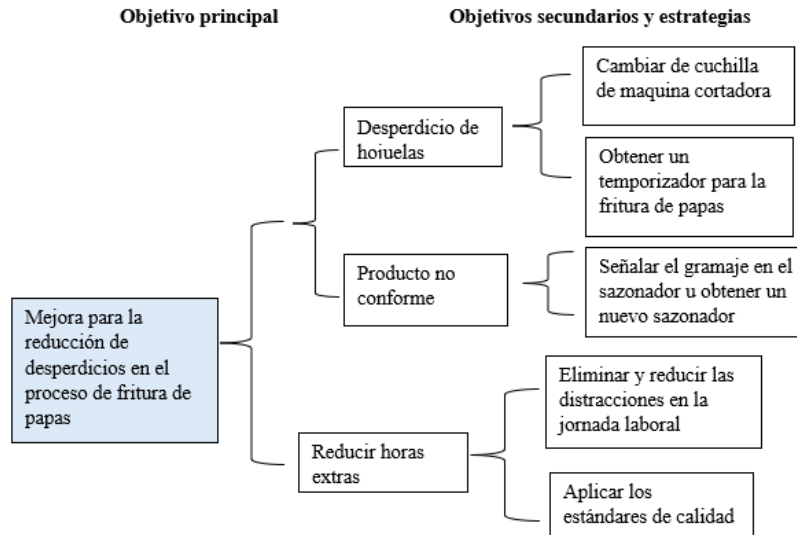 Objetivo principal
Objetivos secundarios y estrategias
Cambiar de cuchilla
de maquina cortadora
Desperdicio de
hojuelas
Obtener un
temporizador para la
fritura de papas
Producto no
conforme
Señalar el gramaje en el
sazonador u obtener un
nuevo sazonador
Mejora para la
reducción de
desperdicios en el
proceso de fritura de
papas
Eliminar y reducir las
distracciones en la
jornada laboral
Reducir horas
extras
Aplicar los
estándares de calidad